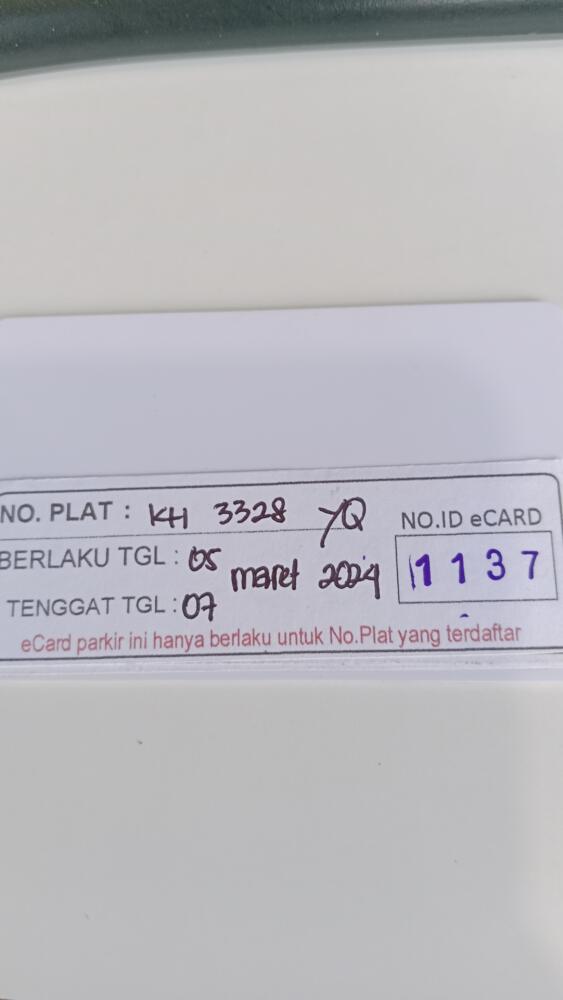 NO. PLAT : KH 3328 YQ
NO.ID eCARD
BERLAKU TGL : 05
maret 2024
1137
TENGGAT TGL : 07
eCard parkir ini hanya berlaku untuk No.Plat yang terdaftar